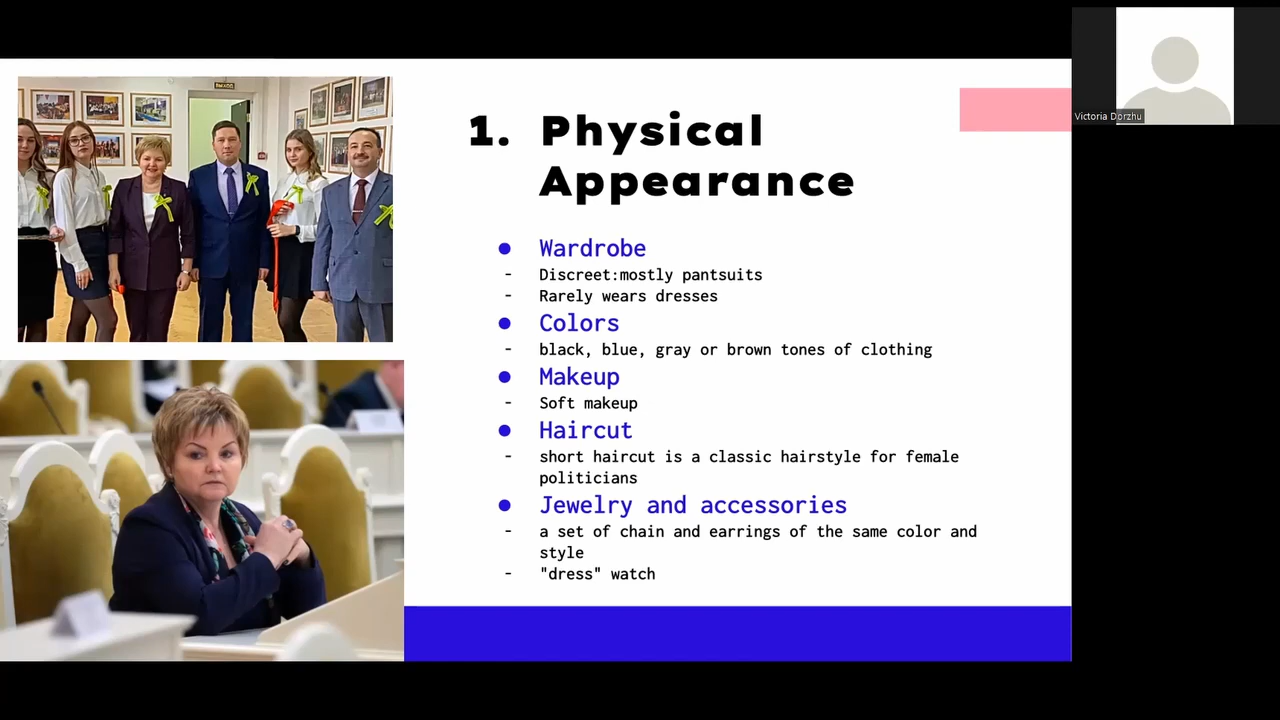 1. Physical
Appearance
● Wardrobe
- Discreet:mostly pantsuits
- Rarely wears dresses
● Colors
- black, blue, gray or brown tones of clothing
● Makeup
- Soft makeup
● Haircut
- short haircut is a classic hairstyle for female
politicians
● Jewelry and accessories
- a set of chain and earrings of the same color and
style
- "dress" watch
Victoria Dorzhu